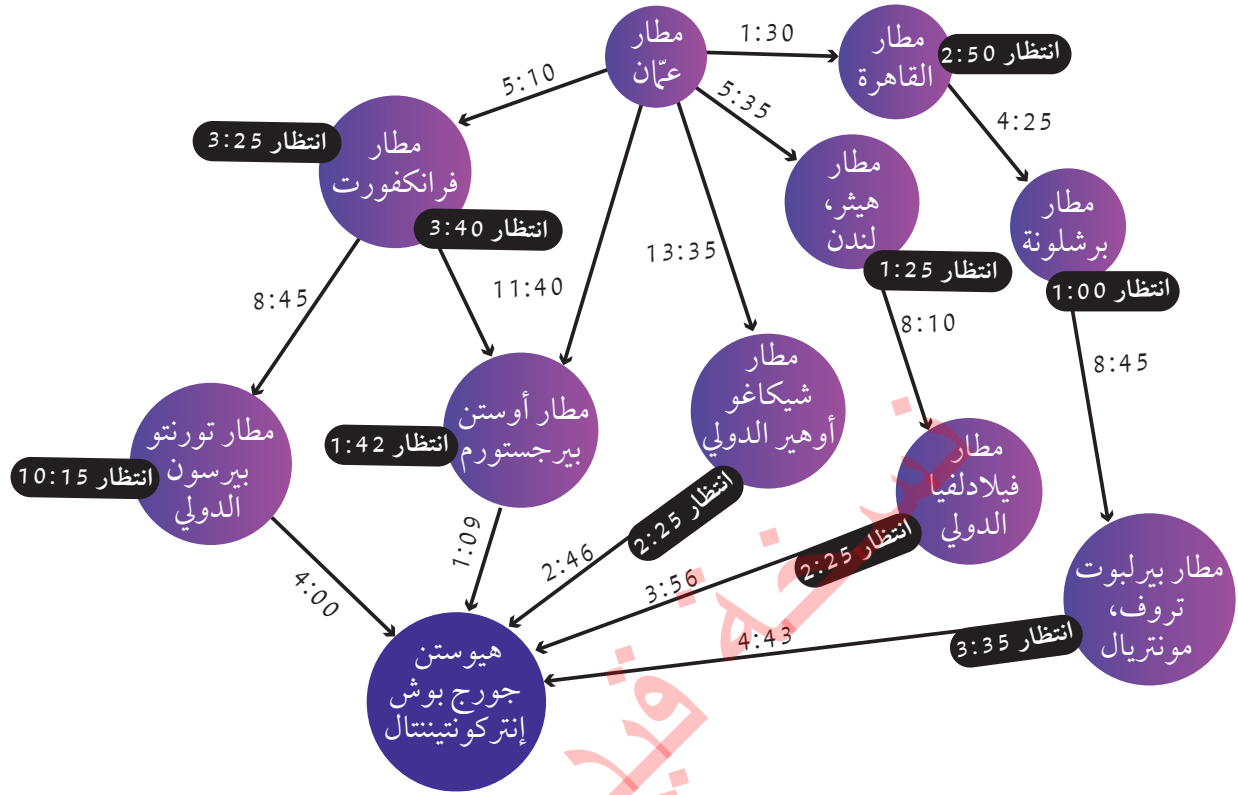 مطار
عمّان
1:30
مطار
القاهرة
انتظار 2:50
5:10
5:35
4:25
انتظار 3:25
مطار
فرانكفورت
انتظار 3:40
مطار
هيثر،
لندن
انتظار 1:25
مطار
برشلونة
انتظار 1:00
8:45
11:40
13:35
8:10
8:45
مطار تورنتو
بيرسون
الدولي
انتظار 10:15
مطار أوستن
بيرجستورم
انتظار 1:42
مطار
شيكاغو
أوهير الدولي
انتظار 2:25
مطار
فيلادلفيا
الدولي
انتظار 2:25
مطار بيرلبوت
تروف،
مونتريال
انتظار 3:35
4:00
1:09
2:46
3:56
4:43
هيوستن
جورج بوش
إنتركونتيننتال
نسخة